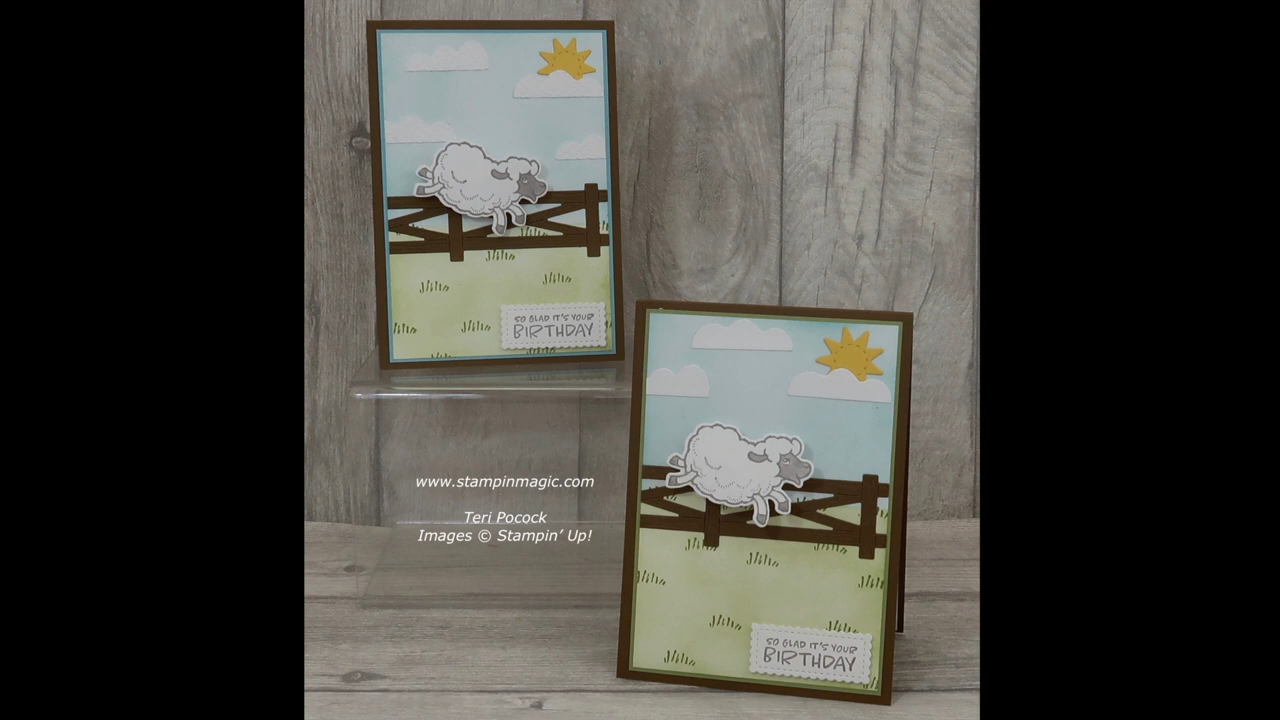 SO GLAD IT'S YOUR
BIRTHDAY
www.stampinmagic.com
Teri Pocock
Images © Stampin' Up!
SO GLAD IT'S YOUR
BIRTHDAY